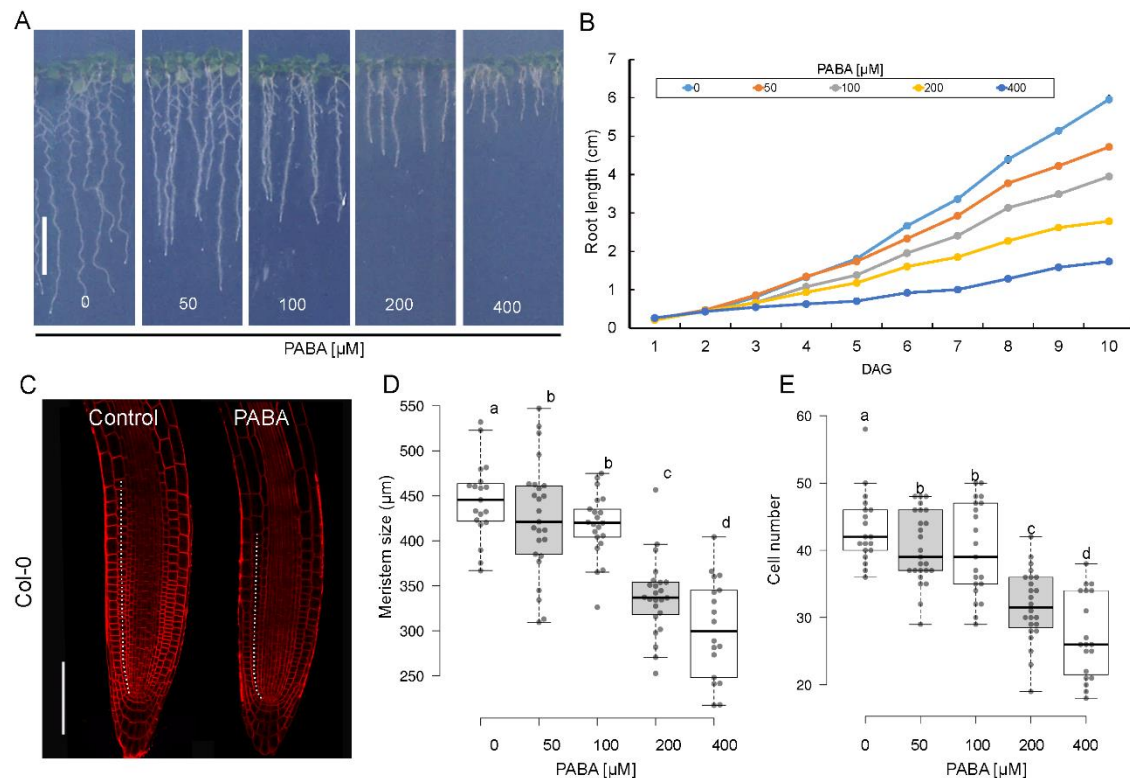 A
0
50
100
200
400
PABA [µM]
B
PABA [µM]
0 50 100 200 400
7
6
5
4
3
2
1
0
Root length (cm)
1 2 3 4 5 6 7 8 9 10
DAG
C
Control PABA
Col-0
D
550
500
450
400
350
300
250
Meristem size (µm)
a
b
b
c
d
0 50 100 200 400
PABA [µM]
E
60
50
40
30
20
Cell number
a
b
b
c
d
0 50 100 200 400
PABA [µM]